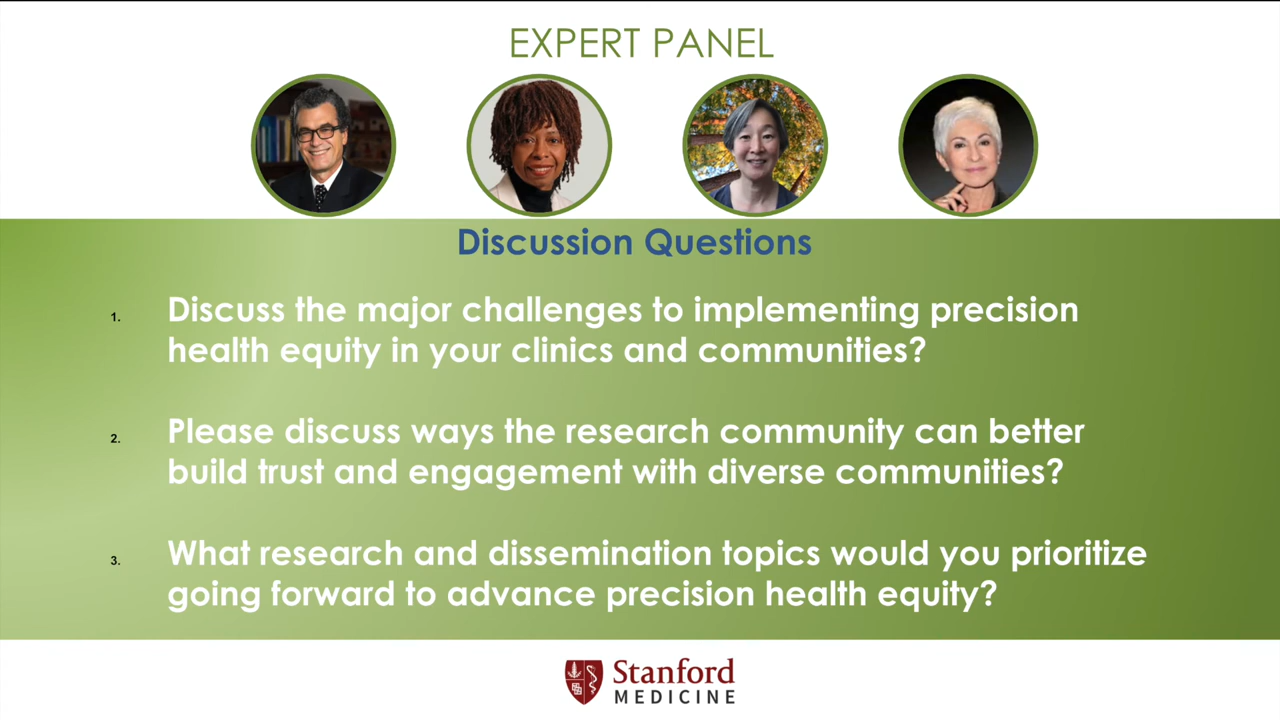 EXPERT PANEL
Discussion Questions
1. Discuss the major challenges to implementing precision
health equity in your clinics and communities?
2. Please discuss ways the research community can better
build trust and engagement with diverse communities?
3. What research and dissemination topics would you prioritize
going forward to advance precision health equity?
Stanford
MEDICINE